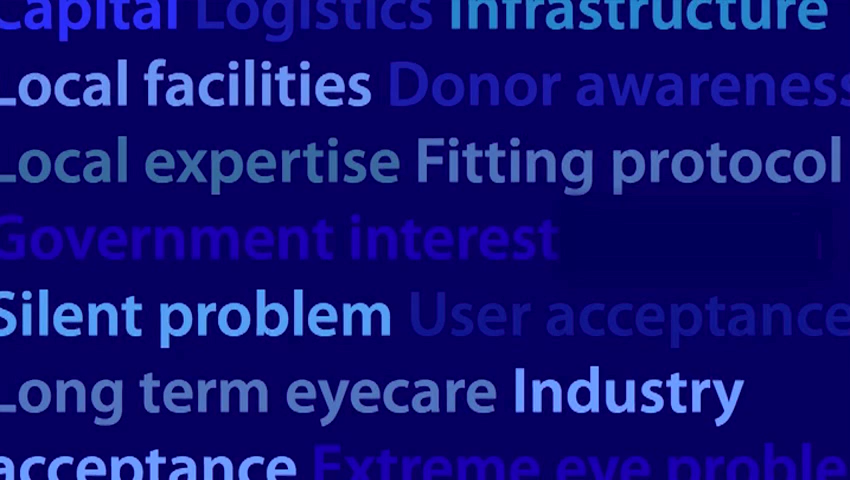 Capital Logistics Infrastructure
Local facilities Donor awareness
Local expertise Fitting protocol
Government interest
Silent problem User acceptance
Long term eyecare Industry
acceptance Extreme eye proble